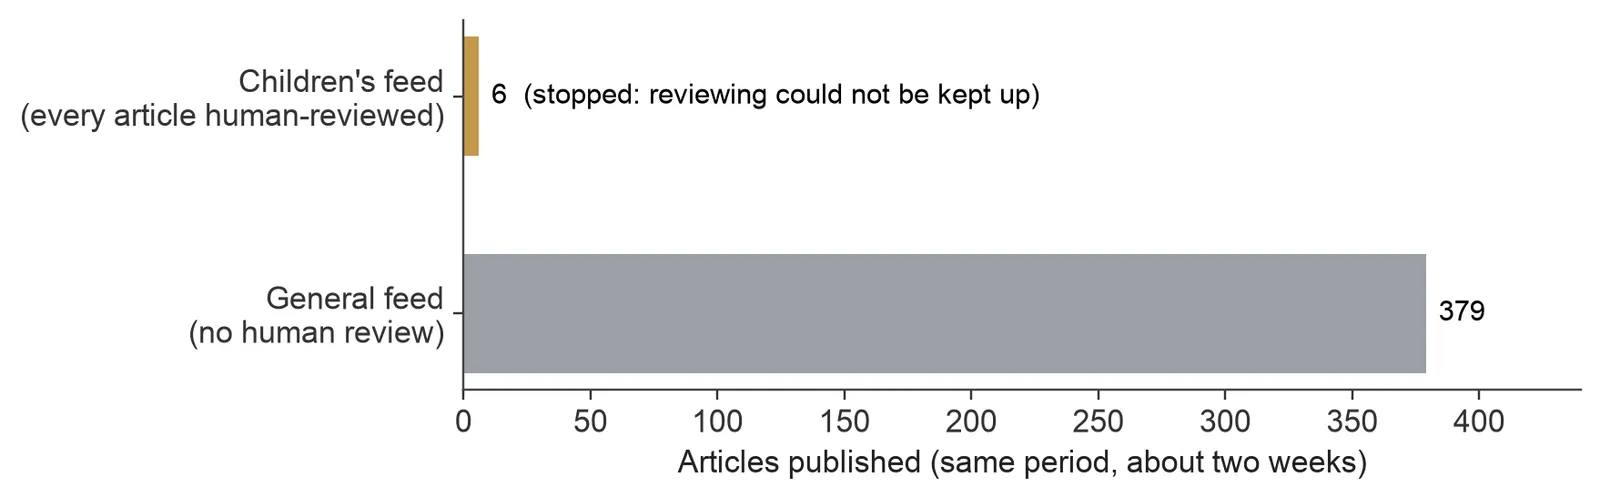 Children's feed
(every article human-reviewed)
6 (stopped: reviewing could not be kept up)
General feed
(no human review)
379
0 50 100 150 200 250 300 350 400
Articles published (same period, about two weeks)